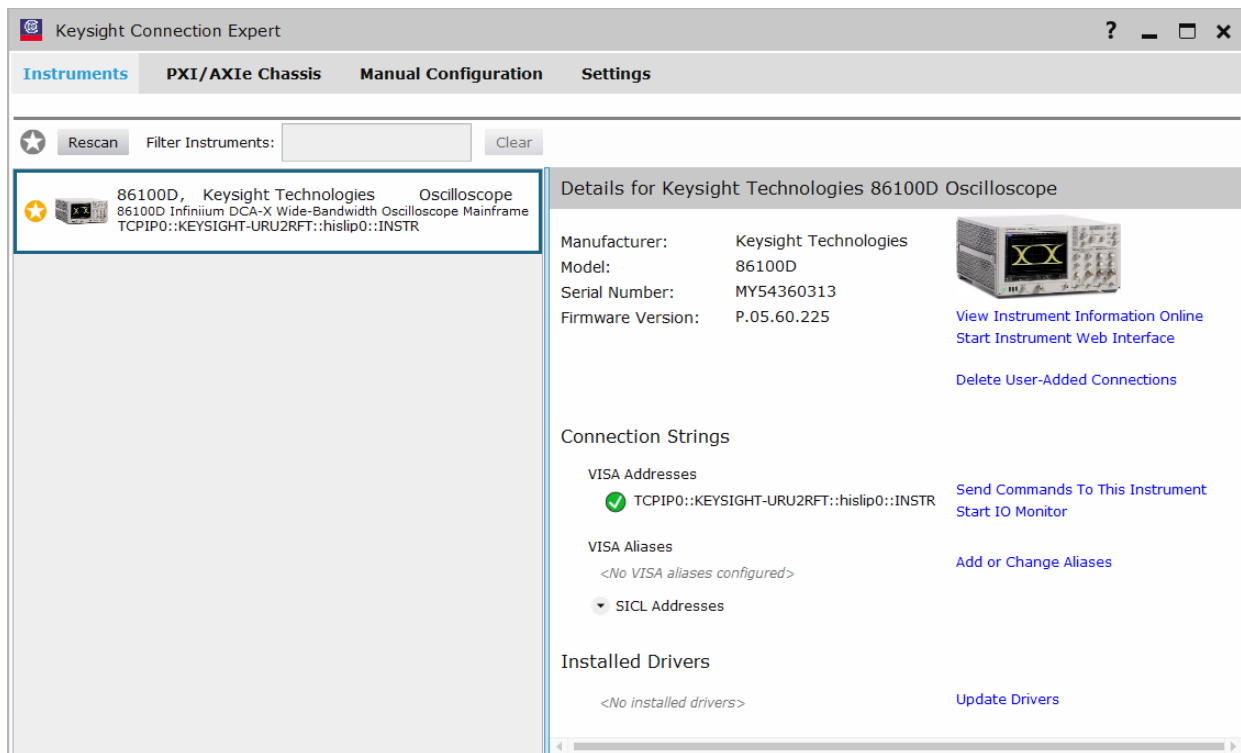 Keysight Connection Expert
?
Instruments PXI/AXIe Chassis Manual Configuration Settings
Rescan Filter Instruments: Clear
86100D, Keysight Technologies Oscilloscope
86100D Infiniium DCA-X Wide-Bandwidth Oscilloscope Mainframe
TCPIP0::KEYSIGHT-URU2RFT::hislip0::INSTR
Details for Keysight Technologies 86100D Oscilloscope
Manufacturer: Keysight Technologies
Model: 86100D
Serial Number: MY54360313
Firmware Version: P.05.60.225
View Instrument Information Online
Start Instrument Web Interface
Delete User-Added Connections
Connection Strings
VISA Addresses
TCPIP0::KEYSIGHT-URU2RFT::hislip0::INSTR
Send Commands To This Instrument
Start IO Monitor
VISA Aliases
<No VISA aliases configured>
Add or Change Aliases
SICL Addresses
Installed Drivers
<No installed drivers>
Update Drivers